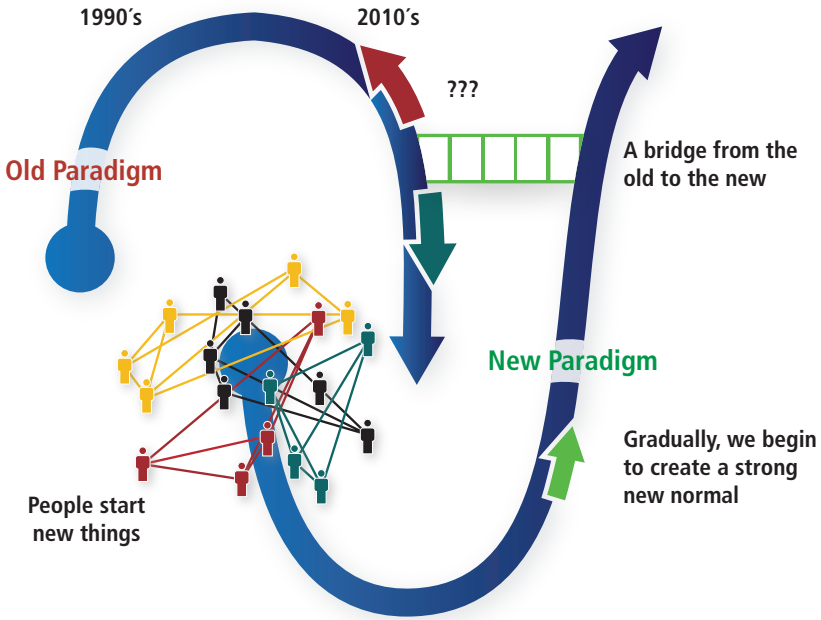 1990´s
2010´s
???
Old Paradigm
A bridge from the
old to the new
New Paradigm
Gradually, we begin
to create a strong
new normal
People start
new things